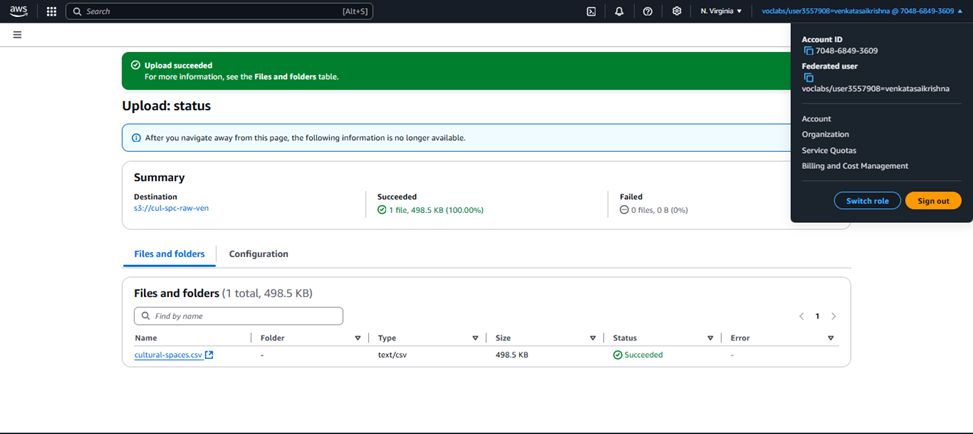 aws
Search [Alt+S]
N. Virginia
voclabs/user3557908=venkatasaikrishna @ 7048-6849-3609
Account ID
7048-6849-3609
Federated user
voclabs/user3557908=venkatasaikrishna
Account
Organization
Service Quotas
Billing and Cost Management
Switch role Sign out
Upload succeeded
For more information, see the Files and folders table.
Upload: status
After you navigate away from this page, the following information is no longer available.
Summary
Destination Succeeded Failed
s3://cul-spc-raw-ven 1 file, 498.5 KB (100.00%) 0 files, 0 B (0%)
Files and folders Configuration
Files and folders (1 total, 498.5 KB)
Find by name 1
Name Folder Type Size Status Error
cultural-spaces.csv - text/csv 498.5 KB Succeeded -